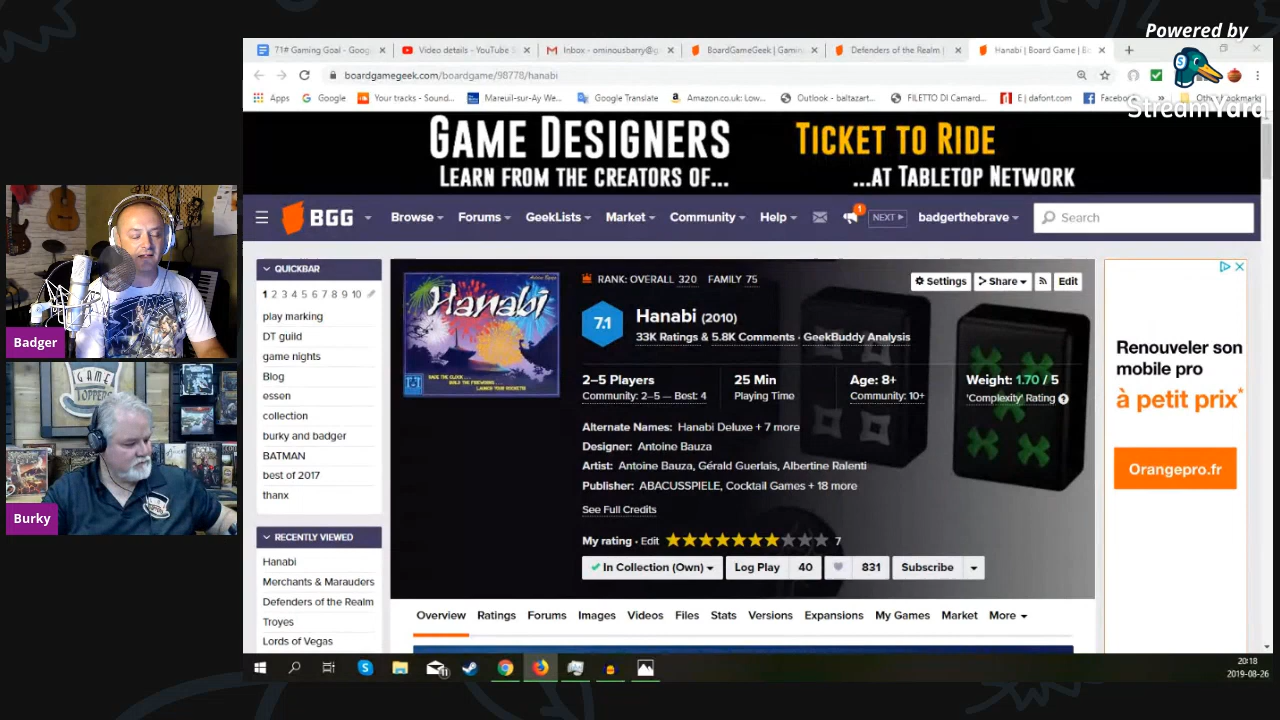 Powered by
StreamYard
71# Gaming Goal - Goog
Video details - YouTube S
Inbox - ominousbarry@g
BoardGameGeek | Gamin
Defenders of the Realm |
Hanabi | Board Game | B
boardgamegeek.com/boardgame/98778/hanabi
Apps
Google
Your tracks - Sound...
Mareuil-sur-Ay We...
Google Translate
Amazon.co.uk: Low...
Outlook - baltazart...
FILETTO DI Camard...
E | dafont.com
GAME DESIGNERS
LEARN FROM THE CREATORS OF...
TICKET TO RIDE
...AT TABLETOP NETWORK
BGG
Browse
Forums
GeekLists
Market
Community
Help
1
NEXT
badgerthebrave
Search
QUICKBAR
1 2 3 4 5 6 7 8 9 10
play marking
DT guild
game nights
Blog
essen
collection
burky and badger
BATMAN
best of 2017
thanx
RECENTLY VIEWED
Hanabi
Merchants & Marauders
Defenders of the Realm
Troyes
Lords of Vegas
Hanabi
RANK: OVERALL 320 FAMILY 75
Settings
Share
Edit
7.1
Hanabi (2010)
33K Ratings & 5.8K Comments · GeekBuddy Analysis
2–5 Players
Community: 2–5 — Best: 4
25 Min
Playing Time
Age: 8+
Community: 10+
Weight: 1.70 / 5
'Complexity' Rating
Alternate Names: Hanabi Deluxe + 7 more
Designer: Antoine Bauza
Artist: Antoine Bauza, Gérald Guerlais, Albertine Ralenti
Publisher: ABACUSSPIELE, Cocktail Games + 18 more
See Full Credits
My rating · Edit
7
In Collection (Own)
Log Play 40
831
Subscribe
Overview
Ratings
Forums
Images
Videos
Files
Stats
Versions
Expansions
My Games
Market
More
Renouveler son
mobile pro
à petit prix*
Orangepro.fr
Badger
GAME
TOPPERS
Burky
20:18
2019-08-26